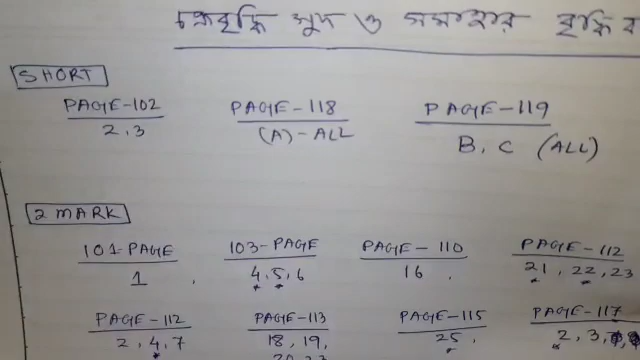 চক্রবৃদ্ধি সুদ ও সমাহার বৃদ্ধি
SHORT
PAGE-102 PAGE-118 PAGE-119
2,3 (A)-ALL B, C (ALL)
2 MARK
101-PAGE 103-PAGE PAGE-110 PAGE-112
1 4,5,6 16 21, 22, 23
PAGE-112 PAGE-113 PAGE-115 PAGE-117
2, 4, 7 18, 19, 25, 2, 3,